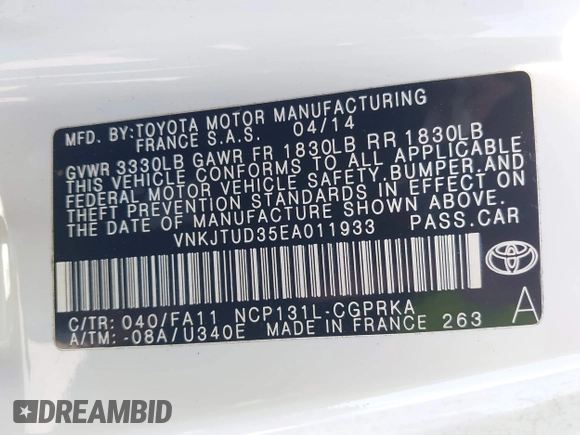 MFD. BY:TOYOTA MOTOR MANUFACTURING
FRANCE S.A.S. 04/14
GVWR 3330LB GAWR FR 1830LB RR 1830LB
THIS VEHICLE CONFORMS TO ALL APPLICABLE
FEDERAL MOTOR VEHICLE SAFETY,BUMPER,AND
THEFT PREVENTION STANDARDS IN EFFECT ON
THE DATE OF MANUFACTURE SHOWN ABOVE.
VNKJTUD35EA011933 PASS.CAR
C/TR: 040/FA11 NCP131L-CGPRKA
A/TM: -08A/U340E MADE IN FRANCE 263
A
TOYOTA
DREAMBID